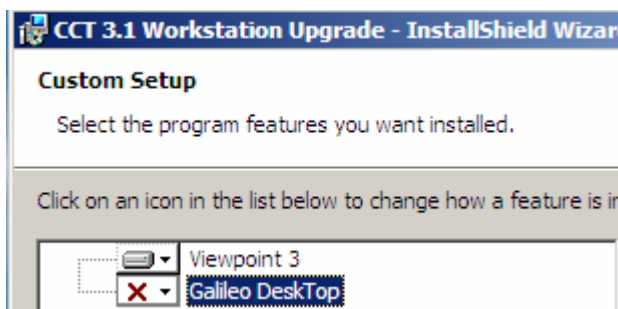 CCT 3.1 Workstation Upgrade - InstallShield Wizar
Custom Setup
Select the program features you want installed.
Click on an icon in the list below to change how a feature is i
Viewpoint 3
Galileo DeskTop